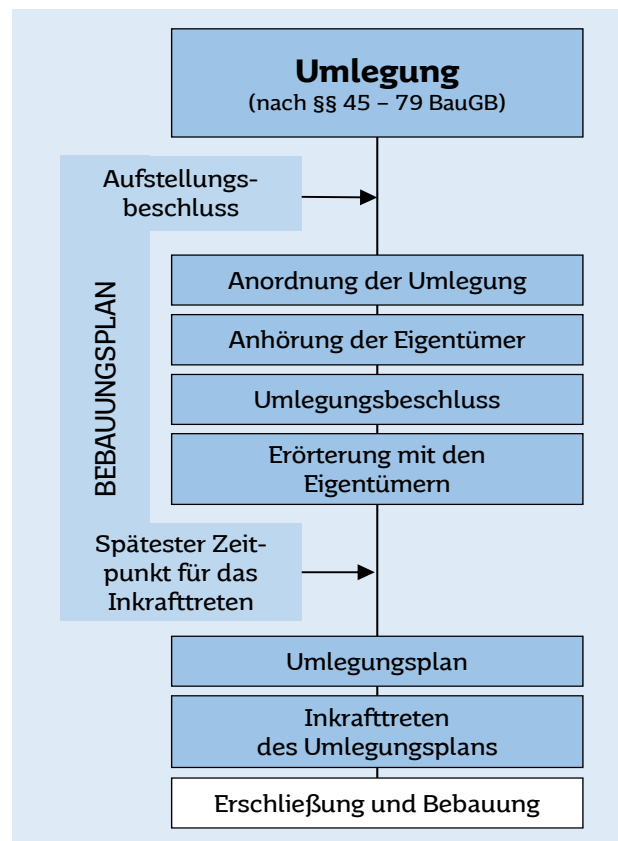 Umlegung
(nach §§ 45 – 79 BauGB)
Aufstellungs-
beschluss
BEBAUUNGSPLAN
Anordnung der Umlegung
Anhörung der Eigentümer
Umlegungsbeschluss
Erörterung mit den
Eigentümern
Spätester Zeit-
punkt für das
Inkrafttreten
Umlegungsplan
Inkrafttreten
des Umlegungsplans
Erschließung und Bebauung